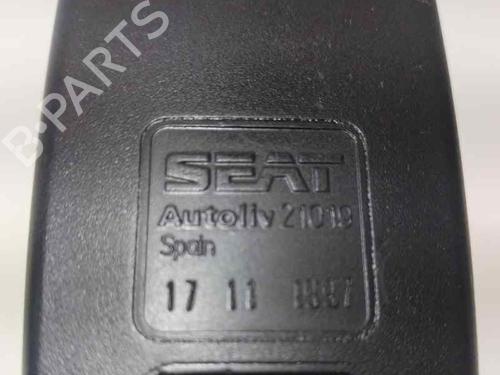 B-PARTS
SEAT
Autoliv 21019
Spain
17 11